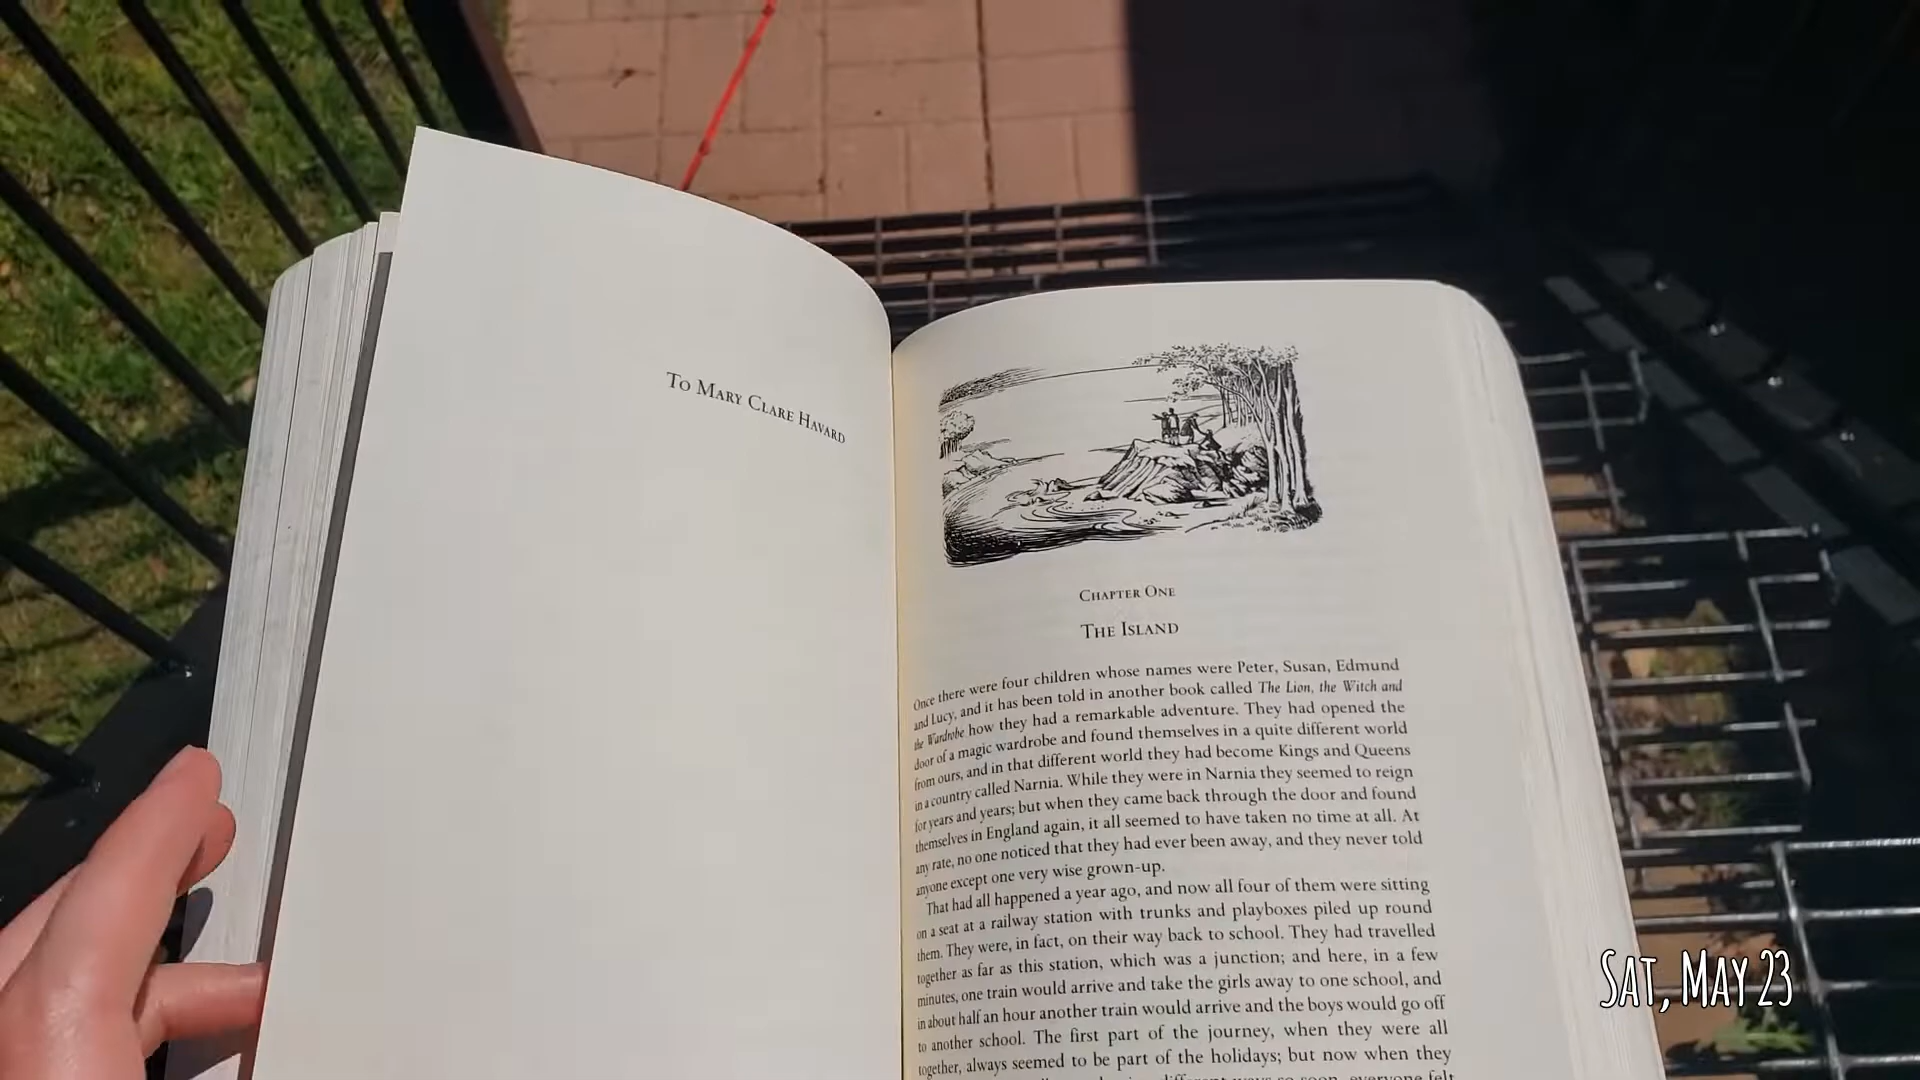 To Mary Clare Havard
Chapter One
The Island
Once there were four children whose names were Peter, Susan, Edmund
and Lucy, and it has been told in another book called The Lion, the Witch and
the Wardrobe how they had a remarkable adventure. They had opened the
door of a magic wardrobe and found themselves in a quite different world
from ours, and in that different world they had become Kings and Queens
in a country called Narnia. While they were in Narnia they seemed to reign
for years and years; but when they came back through the door and found
themselves in England again, it all seemed to have taken no time at all. At
any rate, no one noticed that they had ever been away, and they never told
anyone except one very wise grown-up.
That had all happened a year ago, and now all four of them were sitting
on a seat at a railway station with trunks and playboxes piled up round
them. They were, in fact, on their way back to school. They had travelled
together as far as this station, which was a junction; and here, in a few
minutes, one train would arrive and take the girls away to one school, and
in about half an hour another train would arrive and the boys would go off
to another school. The first part of the journey, when they were all
together, always seemed to be part of the holidays; but now when they
different ways so soon, everyone felt
Sat, May 23